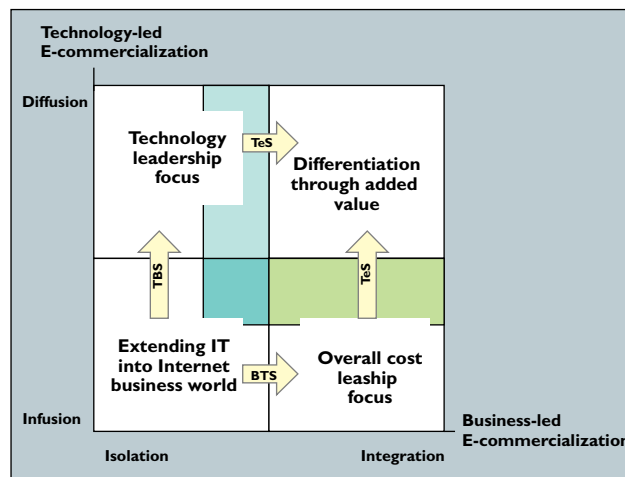 Technology-led
E-commercialization
Diffusion
Technology
leadership
focus
TeS
Differentiation
through added
value
TBS
TeS
Extending IT
into Internet
business world
BTS
Overall cost
leaship
focus
Infusion
Business-led
E-commercialization
Isolation
Integration